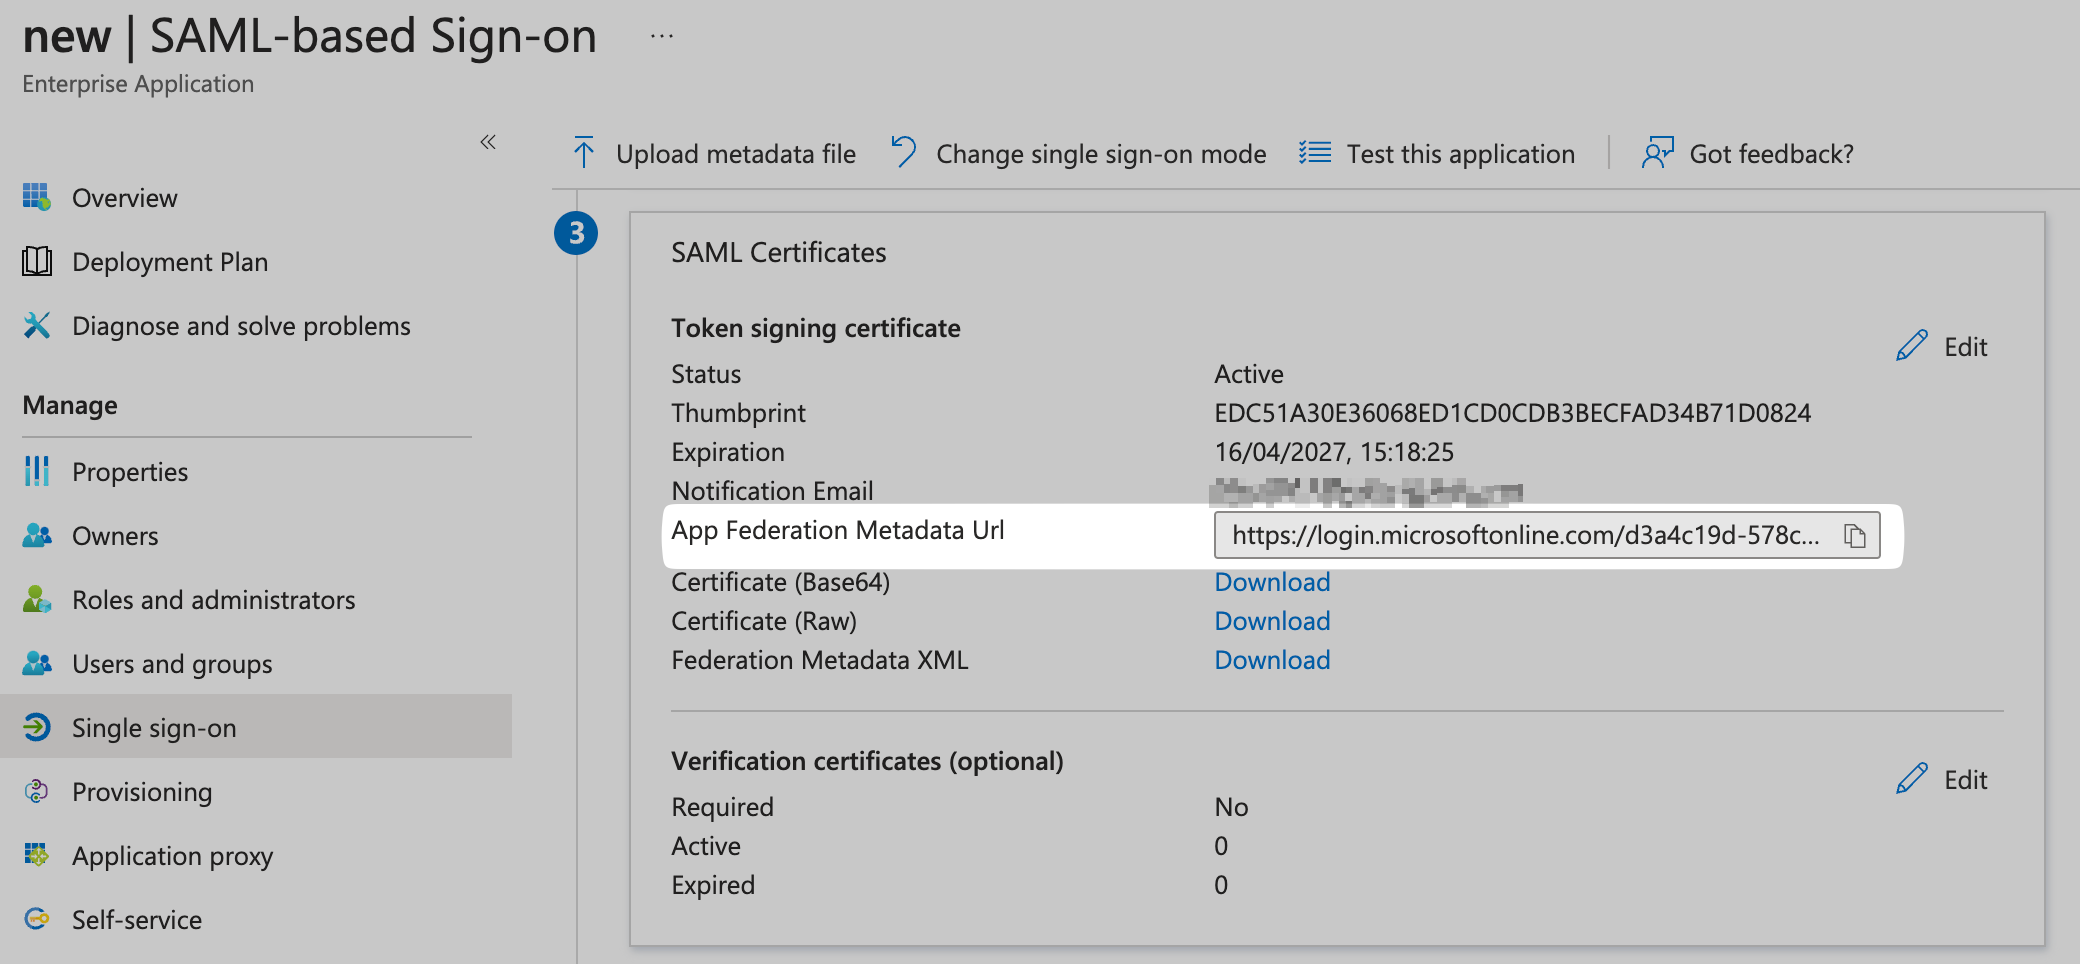 new | SAML-based Sign-on ...
Enterprise Application
«
Overview
Deployment Plan
Diagnose and solve problems
Manage
Properties
Owners
Roles and administrators
Users and groups
Single sign-on
Provisioning
Application proxy
Self-service
Upload metadata file
Change single sign-on mode
Test this application
Got feedback?
3
SAML Certificates
Token signing certificate
Edit
Status Active
Thumbprint EDC51A30E36068ED1CD0CDB3BECFAD34B71D0824
Expiration 16/04/2027, 15:18:25
Notification Email
App Federation Metadata Url https://login.microsoftonline.com/d3a4c19d-578c...
Certificate (Base64) Download
Certificate (Raw) Download
Federation Metadata XML Download
Verification certificates (optional)
Edit
Required No
Active 0
Expired 0